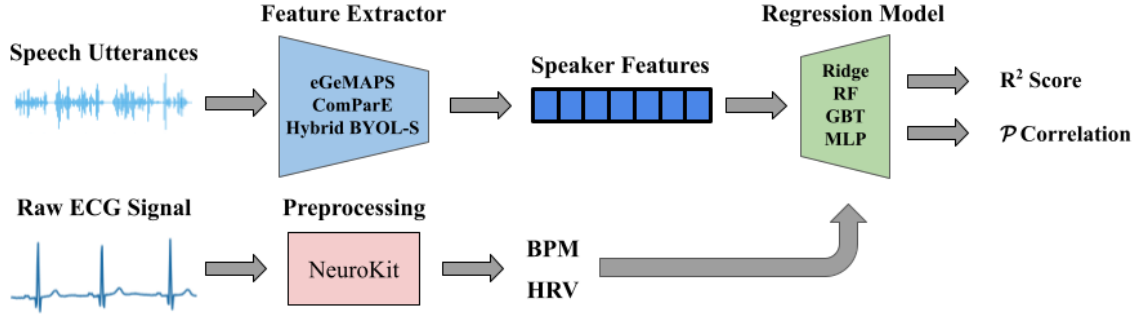 Feature Extractor
Regression Model
Speech Utterances
eGeMAPS
ComParE
Hybrid BYOL-S
Speaker Features
Ridge
RF
GBT
MLP
R² Score
𝒫 Correlation
Raw ECG Signal
Preprocessing
NeuroKit
BPM
HRV